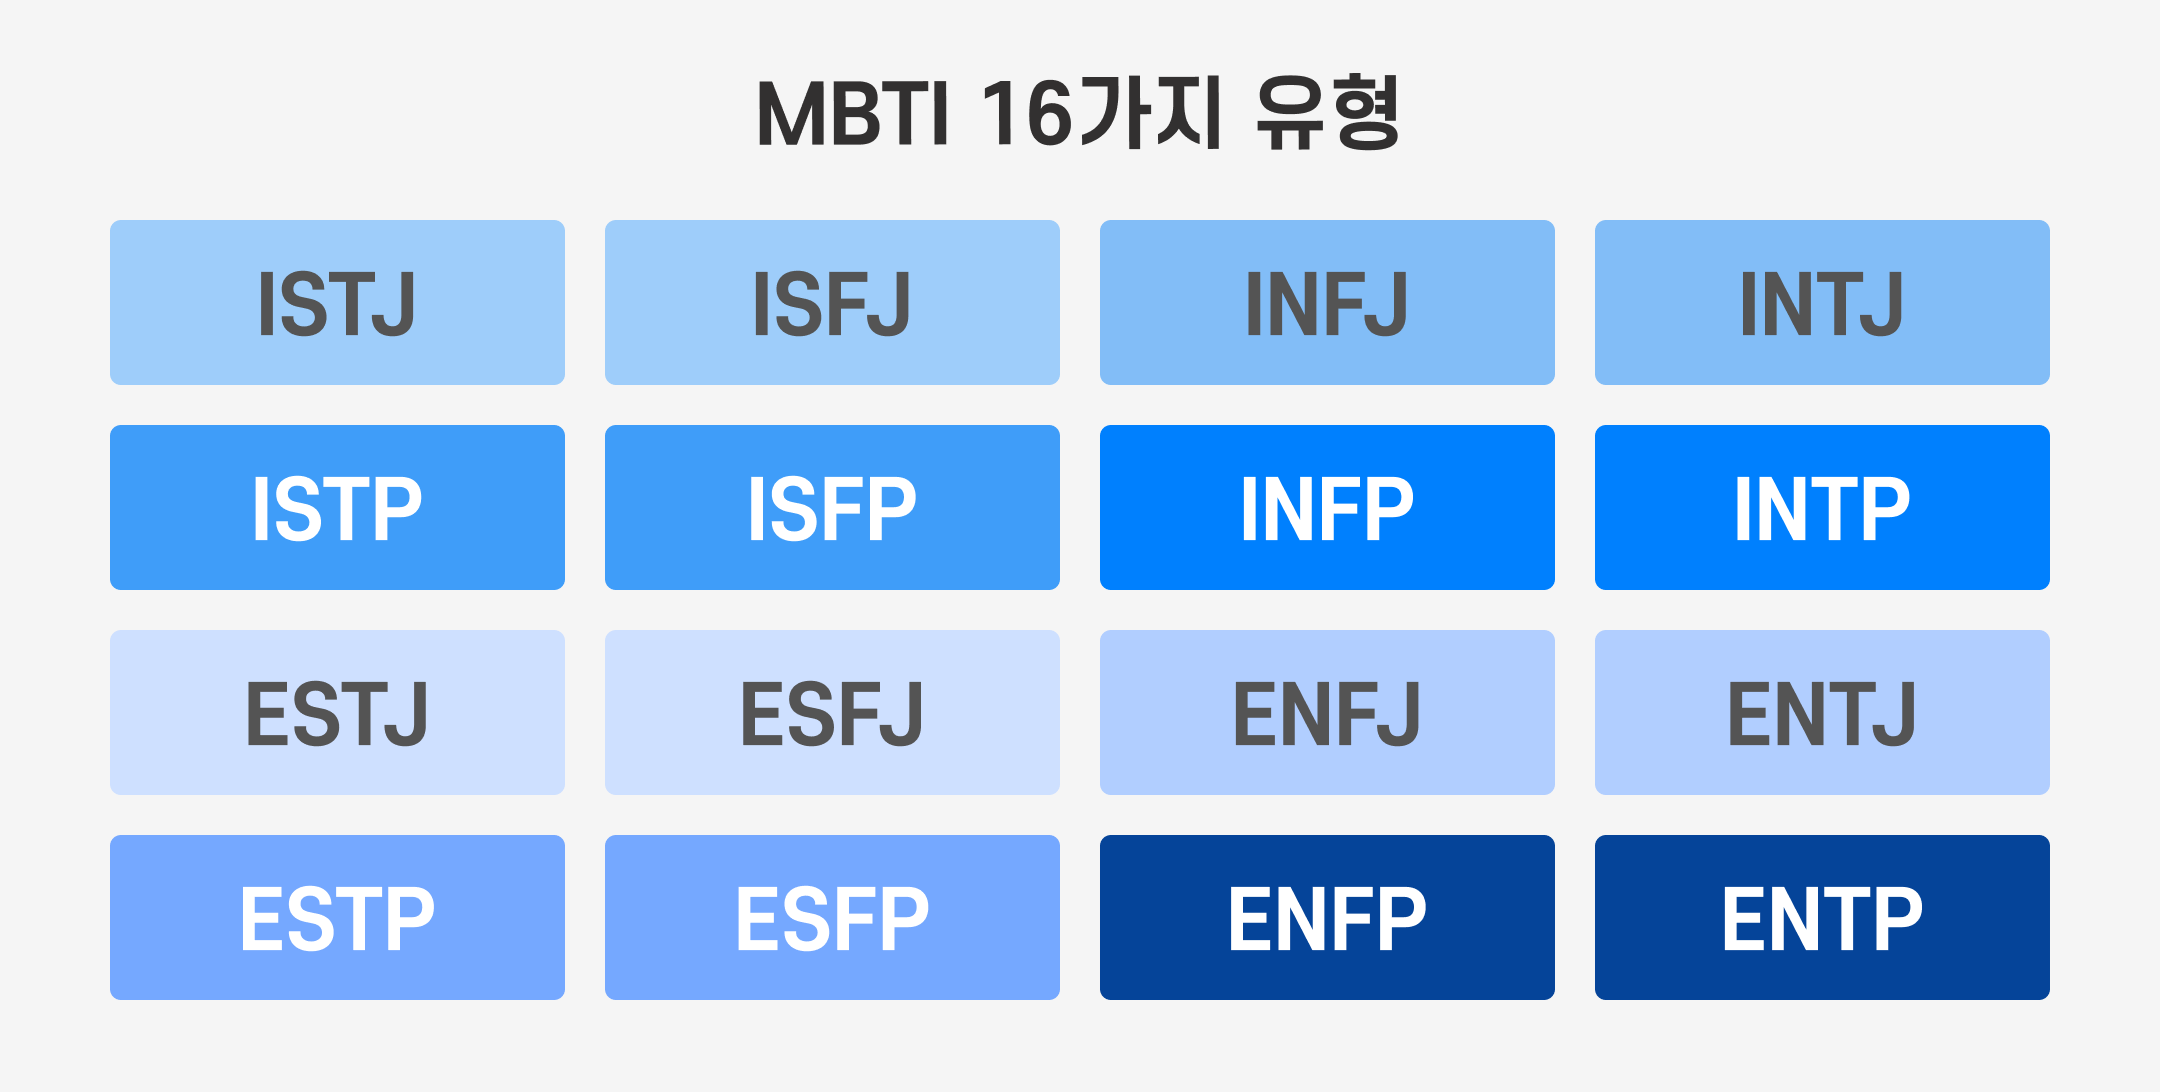 MBTI 16가지 유형
ISTJ ISFJ INFJ INTJ
ISTP ISFP INFP INTP
ESTJ ESFJ ENFJ ENTJ
ESTP ESFP ENFP ENTP